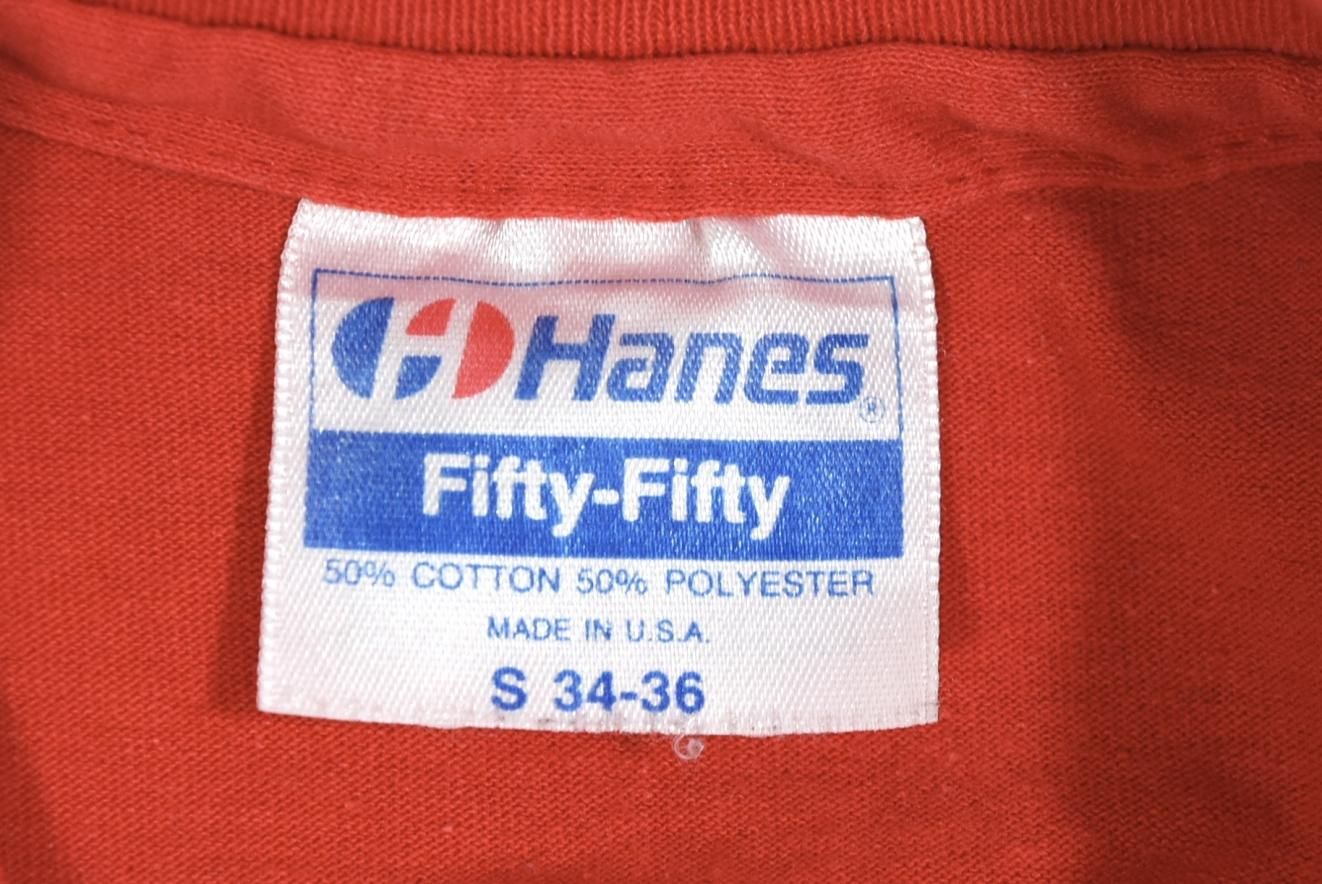 Hanes®
Fifty-Fifty
50% COTTON 50% POLYESTER
MADE IN U.S.A.
S 34-36